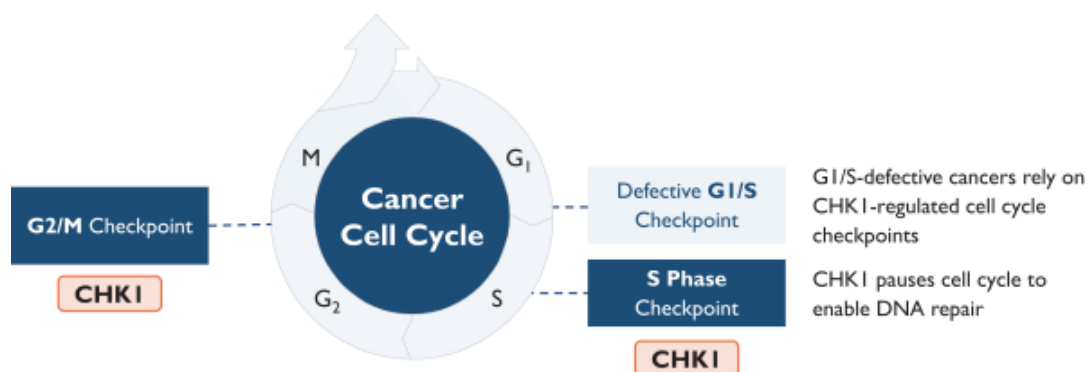 M
G₁
Cancer
Cell Cycle
G₂
S
G2/M Checkpoint
CHK1
Defective G1/S
Checkpoint
G1/S-defective cancers rely on
CHK1-regulated cell cycle
checkpoints
S Phase
Checkpoint
CHK1 pauses cell cycle to
enable DNA repair
CHK1